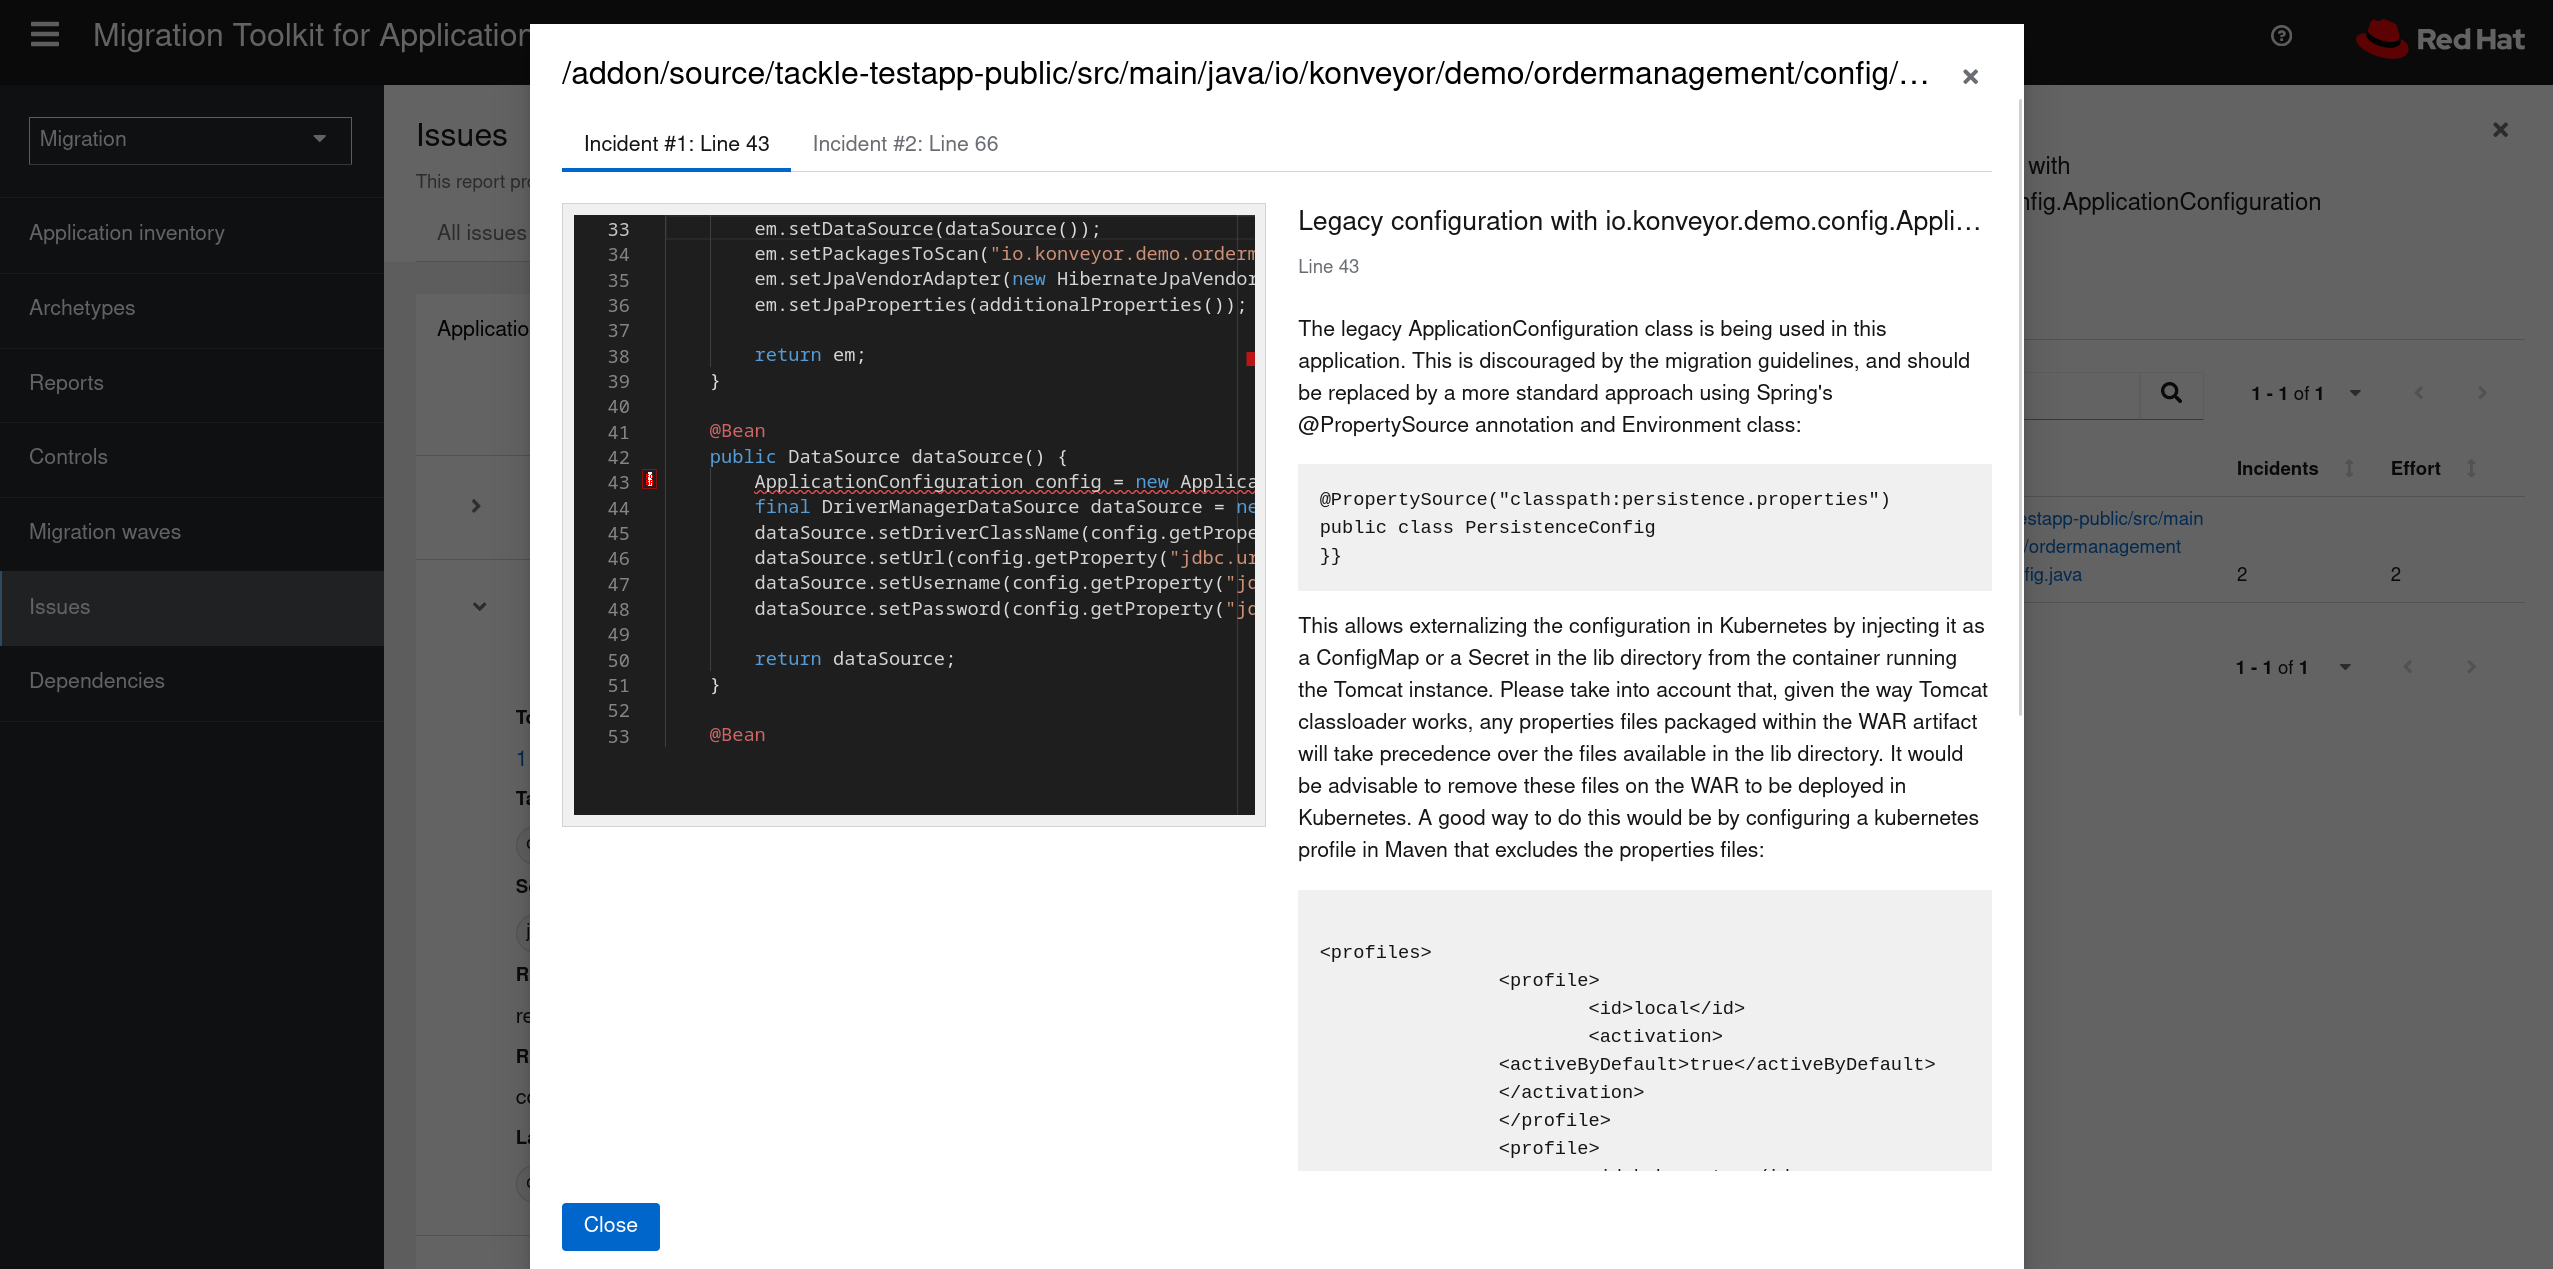 Migration Toolkit for Application
Red Hat
Migration
Application inventory
Archetypes
Reports
Controls
Migration waves
Issues
Dependencies
Issues
This report pr
All issues
Applicatio
1
/addon/source/tackle-testapp-public/src/main/java/io/konveyor/demo/ordermanagement/config/…
Incident #1: Line 43
Incident #2: Line 66
33 em.setDataSource(dataSource());
34 em.setPackagesToScan("io.konveyor.demo.orderm
35 em.setJpaVendorAdapter(new HibernateJpaVendor
36 em.setJpaProperties(additionalProperties());
37
38 return em;
39 }
40
41 @Bean
42 public DataSource dataSource() {
43 ApplicationConfiguration config = new Applica
44 final DriverManagerDataSource dataSource = ne
45 dataSource.setDriverClassName(config.getPrope
46 dataSource.setUrl(config.getProperty("jdbc.ur
47 dataSource.setUsername(config.getProperty("jd
48 dataSource.setPassword(config.getProperty("jd
49
50 return dataSource;
51 }
52
53 @Bean
Legacy configuration with io.konveyor.demo.config.Appli…
Line 43
The legacy ApplicationConfiguration class is being used in this
application. This is discouraged by the migration guidelines, and should
be replaced by a more standard approach using Spring's
@PropertySource annotation and Environment class:
@PropertySource("classpath:persistence.properties")
public class PersistenceConfig
}}
This allows externalizing the configuration in Kubernetes by injecting it as
a ConfigMap or a Secret in the lib directory from the container running
the Tomcat instance. Please take into account that, given the way Tomcat
classloader works, any properties files packaged within the WAR artifact
will take precedence over the files available in the lib directory. It would
be advisable to remove these files on the WAR to be deployed in
Kubernetes. A good way to do this would be by configuring a kubernetes
profile in Maven that excludes the properties files:
<profiles>
<profile>
<id>local</id>
<activation>
<activeByDefault>true</activeByDefault>
</activation>
</profile>
<profile>
Close
with
nfig.ApplicationConfiguration
1 - 1 of 1
Incidents
Effort
estapp-public/src/main
/ordermanagement
fig.java
2
2
1 - 1 of 1